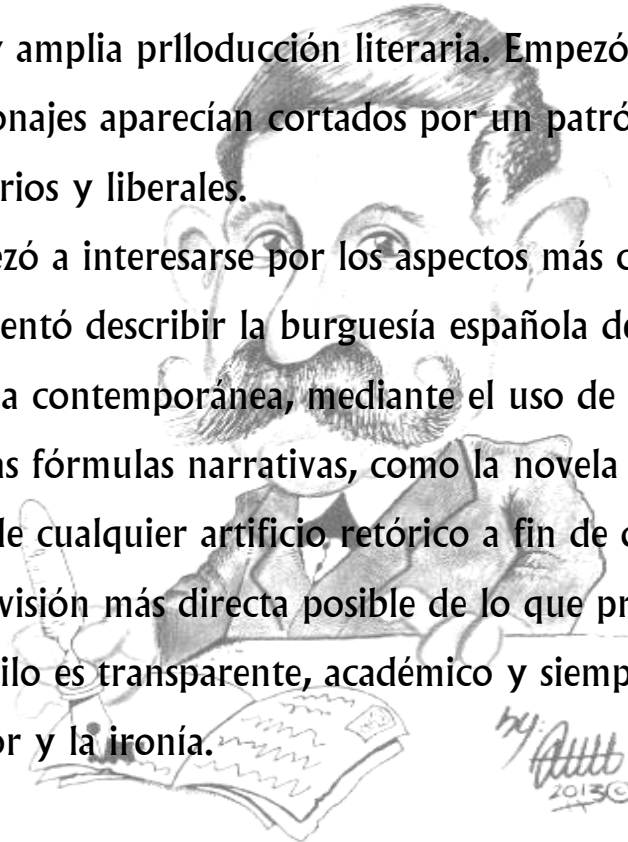 y amplia prlloducción literaria. Empezó
onajes aparecían cortados por un patró
rios y liberales.
ezó a interesarse por los aspectos más c
entó describir la burguesía española de
a contemporánea, mediante el uso de
as fórmulas narrativas, como la novela
de cualquier artificio retórico a fin de c
visión más directa posible de lo que pr
ilo es transparente, académico y siemp
or y la ironía.
by:
2013©